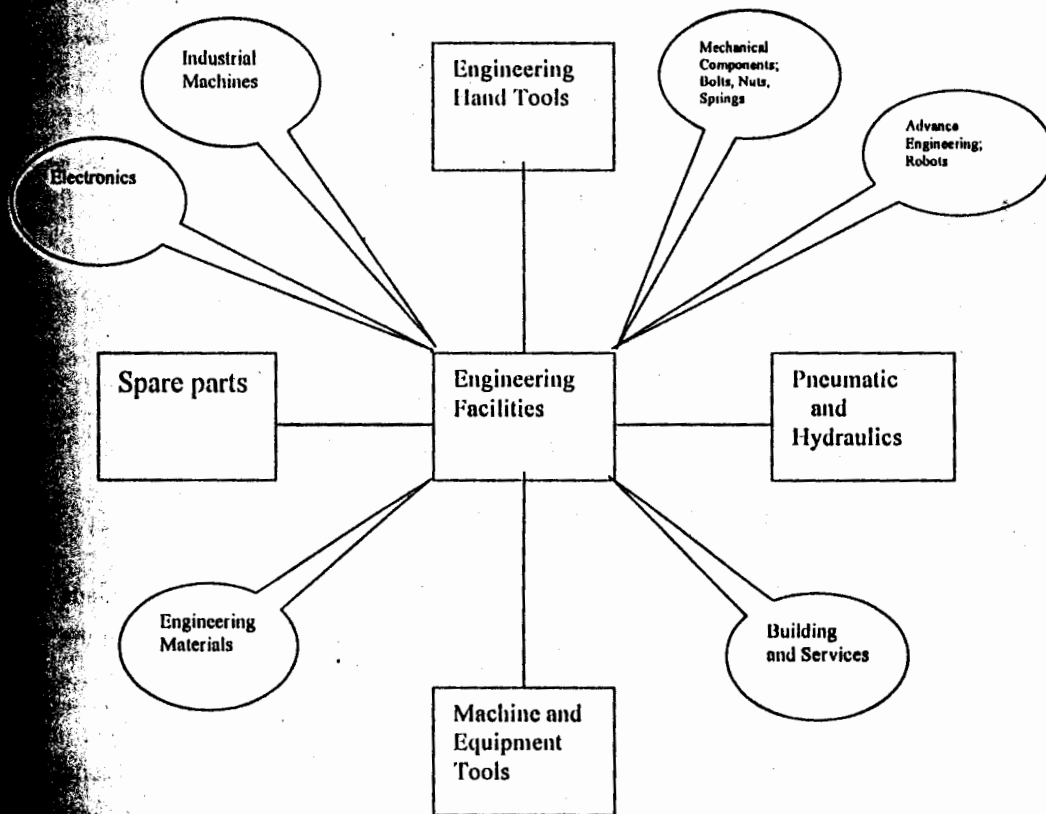 Industrial
Machines
Engineering
Hand Tools
Mechanical
Components;
Bolts, Nuts,
Springs
Advance
Engineering;
Robots
Electronics
Spare parts
Engineering
Facilities
Pneumatic
and
Hydraulics
Engineering
Materials
Building
and Services
Machine and
Equipment
Tools